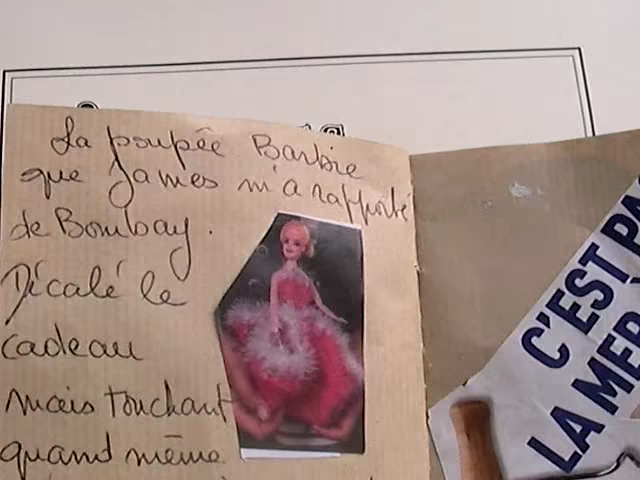 La poupée Barbie
que James m'a rapporté
de Bombay.
Décalé le
cadeau
mais touchant
quand même
C'EST PA
LA MER